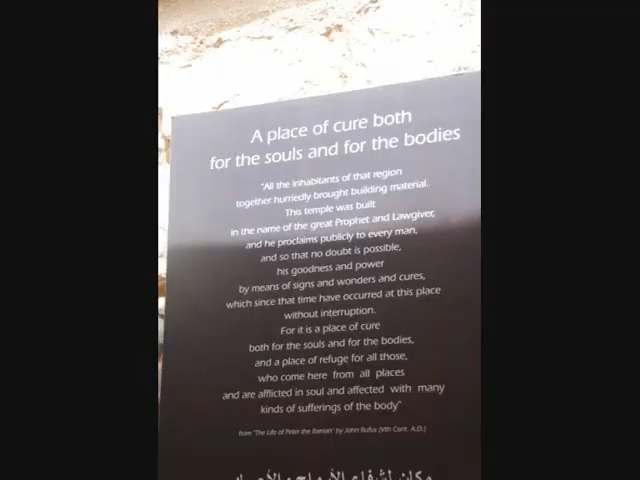 A place of cure both
for the souls and for the bodies
"All the inhabitants of that region
together hurriedly brought building material.
This temple was built
in the name of the great Prophet and Lawgiver,
and he proclaims publicly to every man,
and so that no doubt is possible,
his goodness and power
by means of signs and wonders and cures,
which since that time have occurred at this place
without interruption.
For it is a place of cure
both for the souls and for the bodies,
and a place of refuge for all those,
who come here from all places
and are afflicted in soul and affected with many
kinds of sufferings of the body"
from "The Life of Peter the Iberian" by John Rufus (VIth Cent. A.D.)
مكان لشفاء الأرواح والأجساد